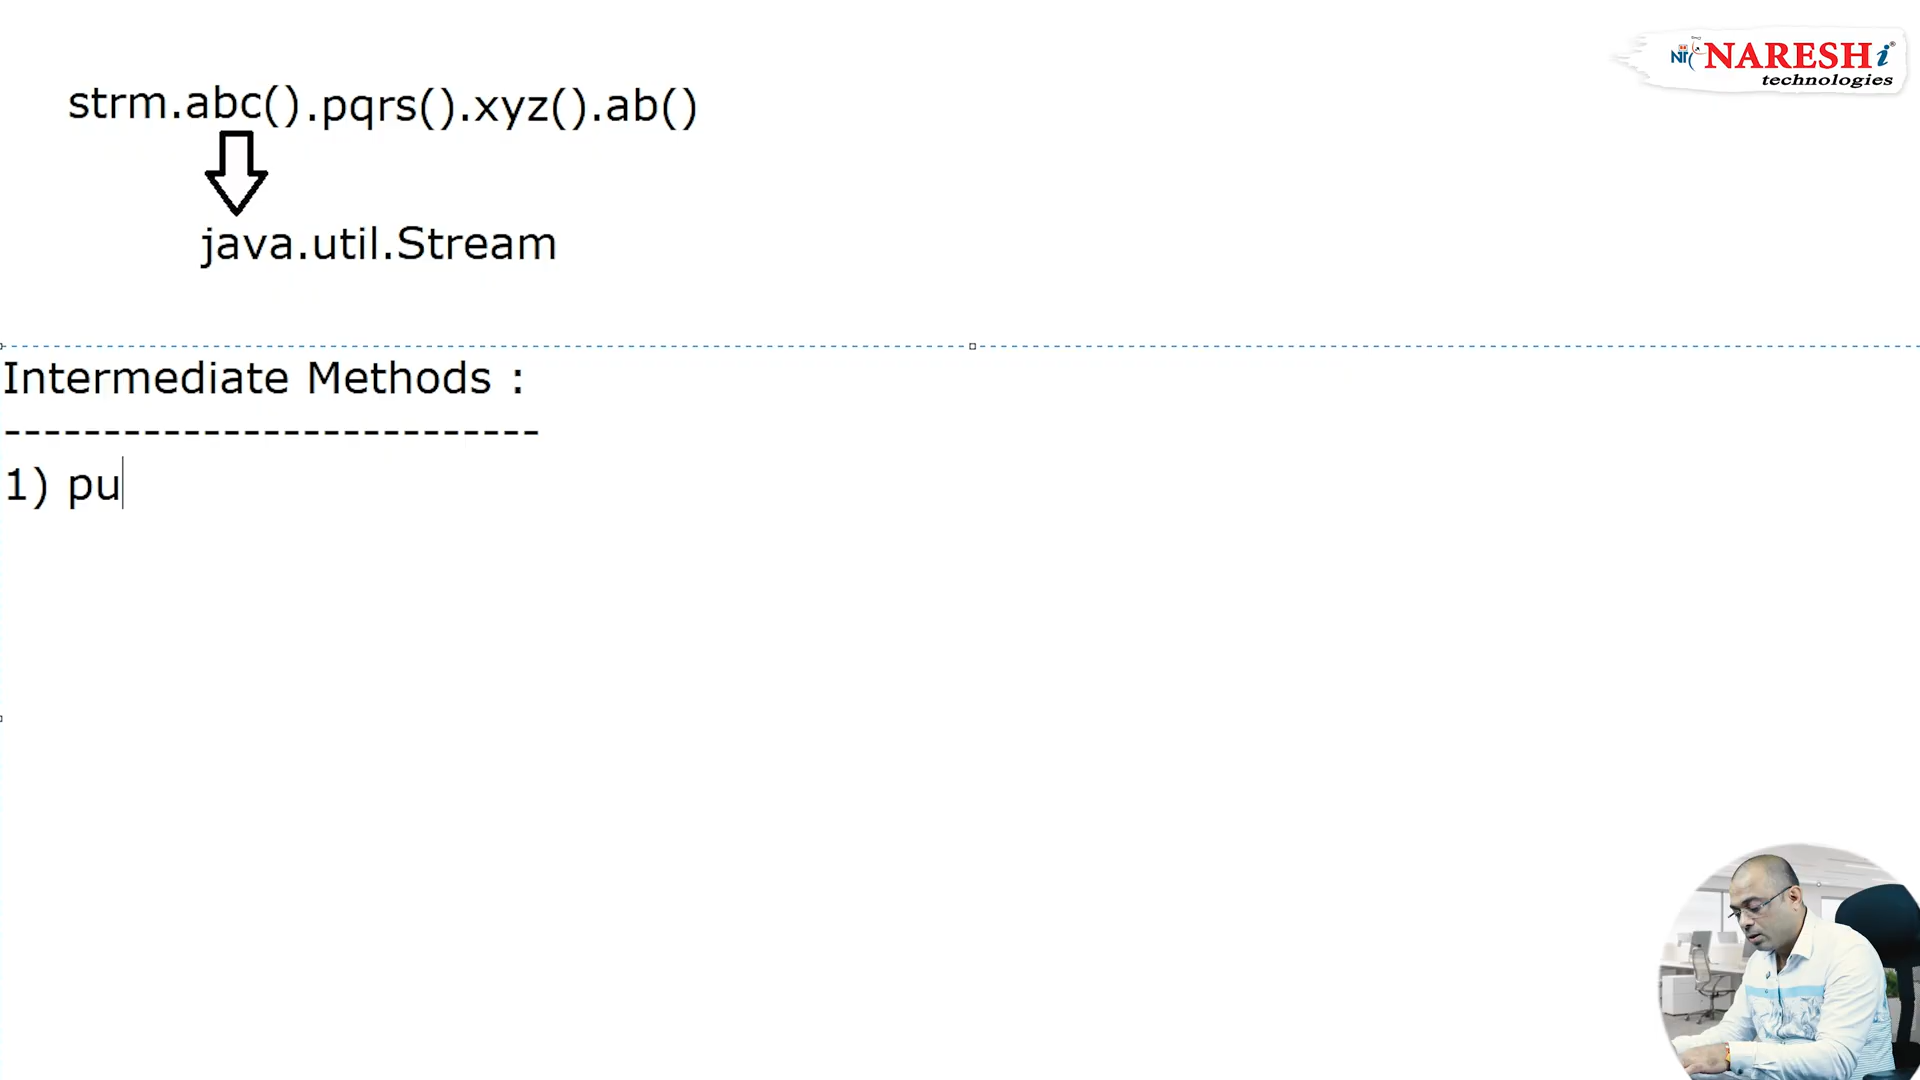 NARESHi
technologies
strm.abc().pqrs().xyz().ab()
java.util.Stream
Intermediate Methods :
---------------------------
1) pu